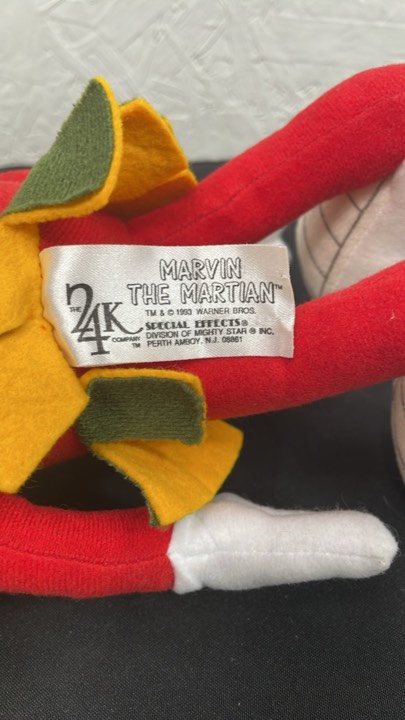 MARVIN
THE MARTIAN™
TM & © 1993 WARNER BROS.
THE 24K COMPANY ™
SPECIAL EFFECTS®
DIVISION OF MIGHTY STAR ® INC.
PERTH AMBOY, N.J. 08861